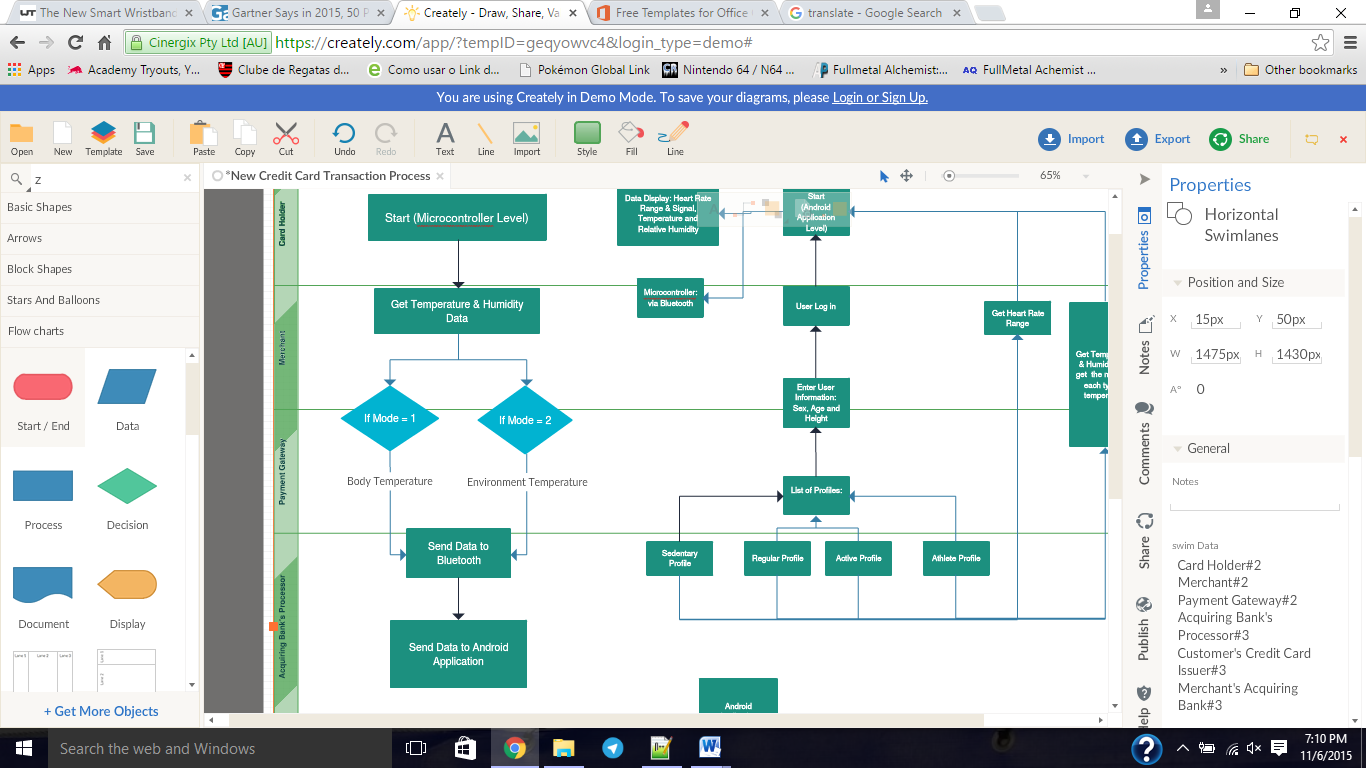 The New Smart Wristband
Gartner Says in 2015, 50 P
Creately - Draw, Share, Va
Free Templates for Office
translate - Google Search
Cinergix Pty Ltd [AU]
https://creately.com/app/?tempID=geqyowvc4&login_type=demo#
Apps
Academy Tryouts, Y...
Clube de Regatas d...
Como usar o Link d...
Pokémon Global Link
Nintendo 64 / N64 ...
Fullmetal Alchemist:...
AQ
FullMetal Achemist ...
»
Other bookmarks
You are using Creately in Demo Mode. To save your diagrams, please Login or Sign Up.
Open
New
Template
Save
Paste
Copy
Cut
Undo
Redo
Text
Line
Import
Style
Fill
Line
Import
Export
Share
z
*New Credit Card Transaction Process
65%
Basic Shapes
Arrows
Block Shapes
Stars And Balloons
Flow charts
Start / End
Data
Process
Decision
Document
Display
+ Get More Objects
Card Holder
Merchant
Payment Gateway
Acquiring Bank's Processor
Start (Microcontroller Level)
Get Temperature & Humidity
Data
If Mode = 1
If Mode = 2
Body Temperature
Environment Temperature
Send Data to
Bluetooth
Send Data to Android
Application
Data Display: Heart Rate
Range & Signal,
Temperature and
Relative Humidity
Microcontroller:
via Bluetooth
Start
(Android
Application
Level)
User Log in
Enter User
Information:
Sex, Age and
Height
List of Profiles:
Sedentary
Profile
Regular Profile
Active Profile
Athlete Profile
Get Heart Rate
Range
Get Temp
& Humid
get the
each ty
temper
Android
Properties
Notes
Comments
Share
Publish
Help
Properties
Horizontal
Swimlanes
Position and Size
X 15px Y 50px
W 1475px H 1430px
A° 0
General
Notes
swim Data
Card Holder#2
Merchant#2
Payment Gateway#2
Acquiring Bank's
Processor#3
Customer's Credit Card
Issuer#3
Merchant's Acquiring
Bank#3
Search the web and Windows
7:10 PM
11/6/2015